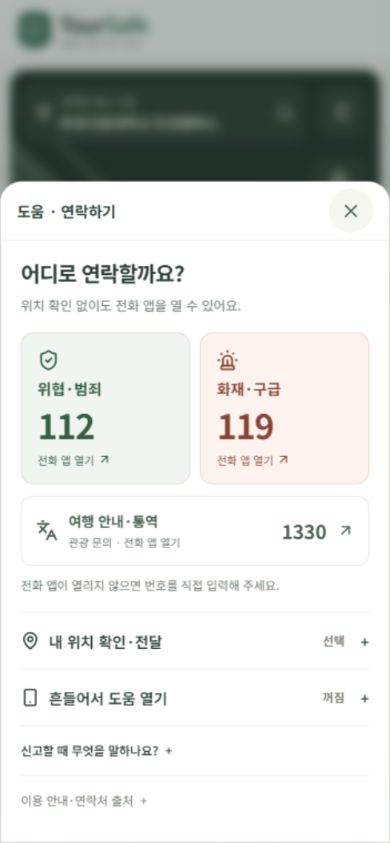 YourSafe
도움 · 연락하기
어디로 연락할까요?
위치 확인 없이도 전화 앱을 열 수 있어요.
위협·범죄
112
전화 앱 열기
화재·구급
119
전화 앱 열기
여행 안내·통역
관광 문의 · 전화 앱 열기
1330
전화 앱이 열리지 않으면 번호를 직접 입력해 주세요.
내 위치 확인·전달 선택 +
흔들어서 도움 열기 꺼짐 +
신고할 때 무엇을 말하나요? +
이용 안내·연락처 출처 +